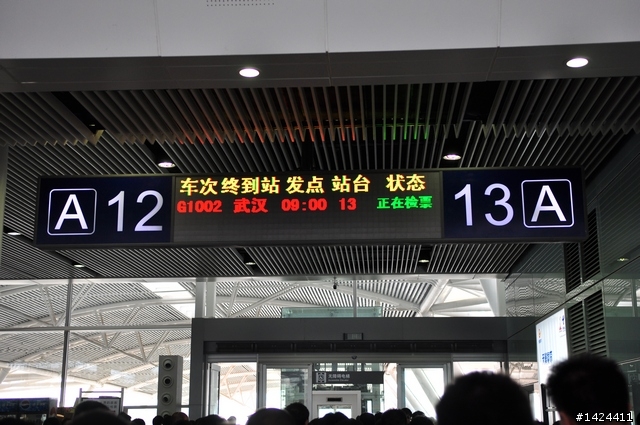 A 12
车次 终到站 发点 站台 状态
G1002 武汉 09:00 13 正在检票
13 A
#1424411